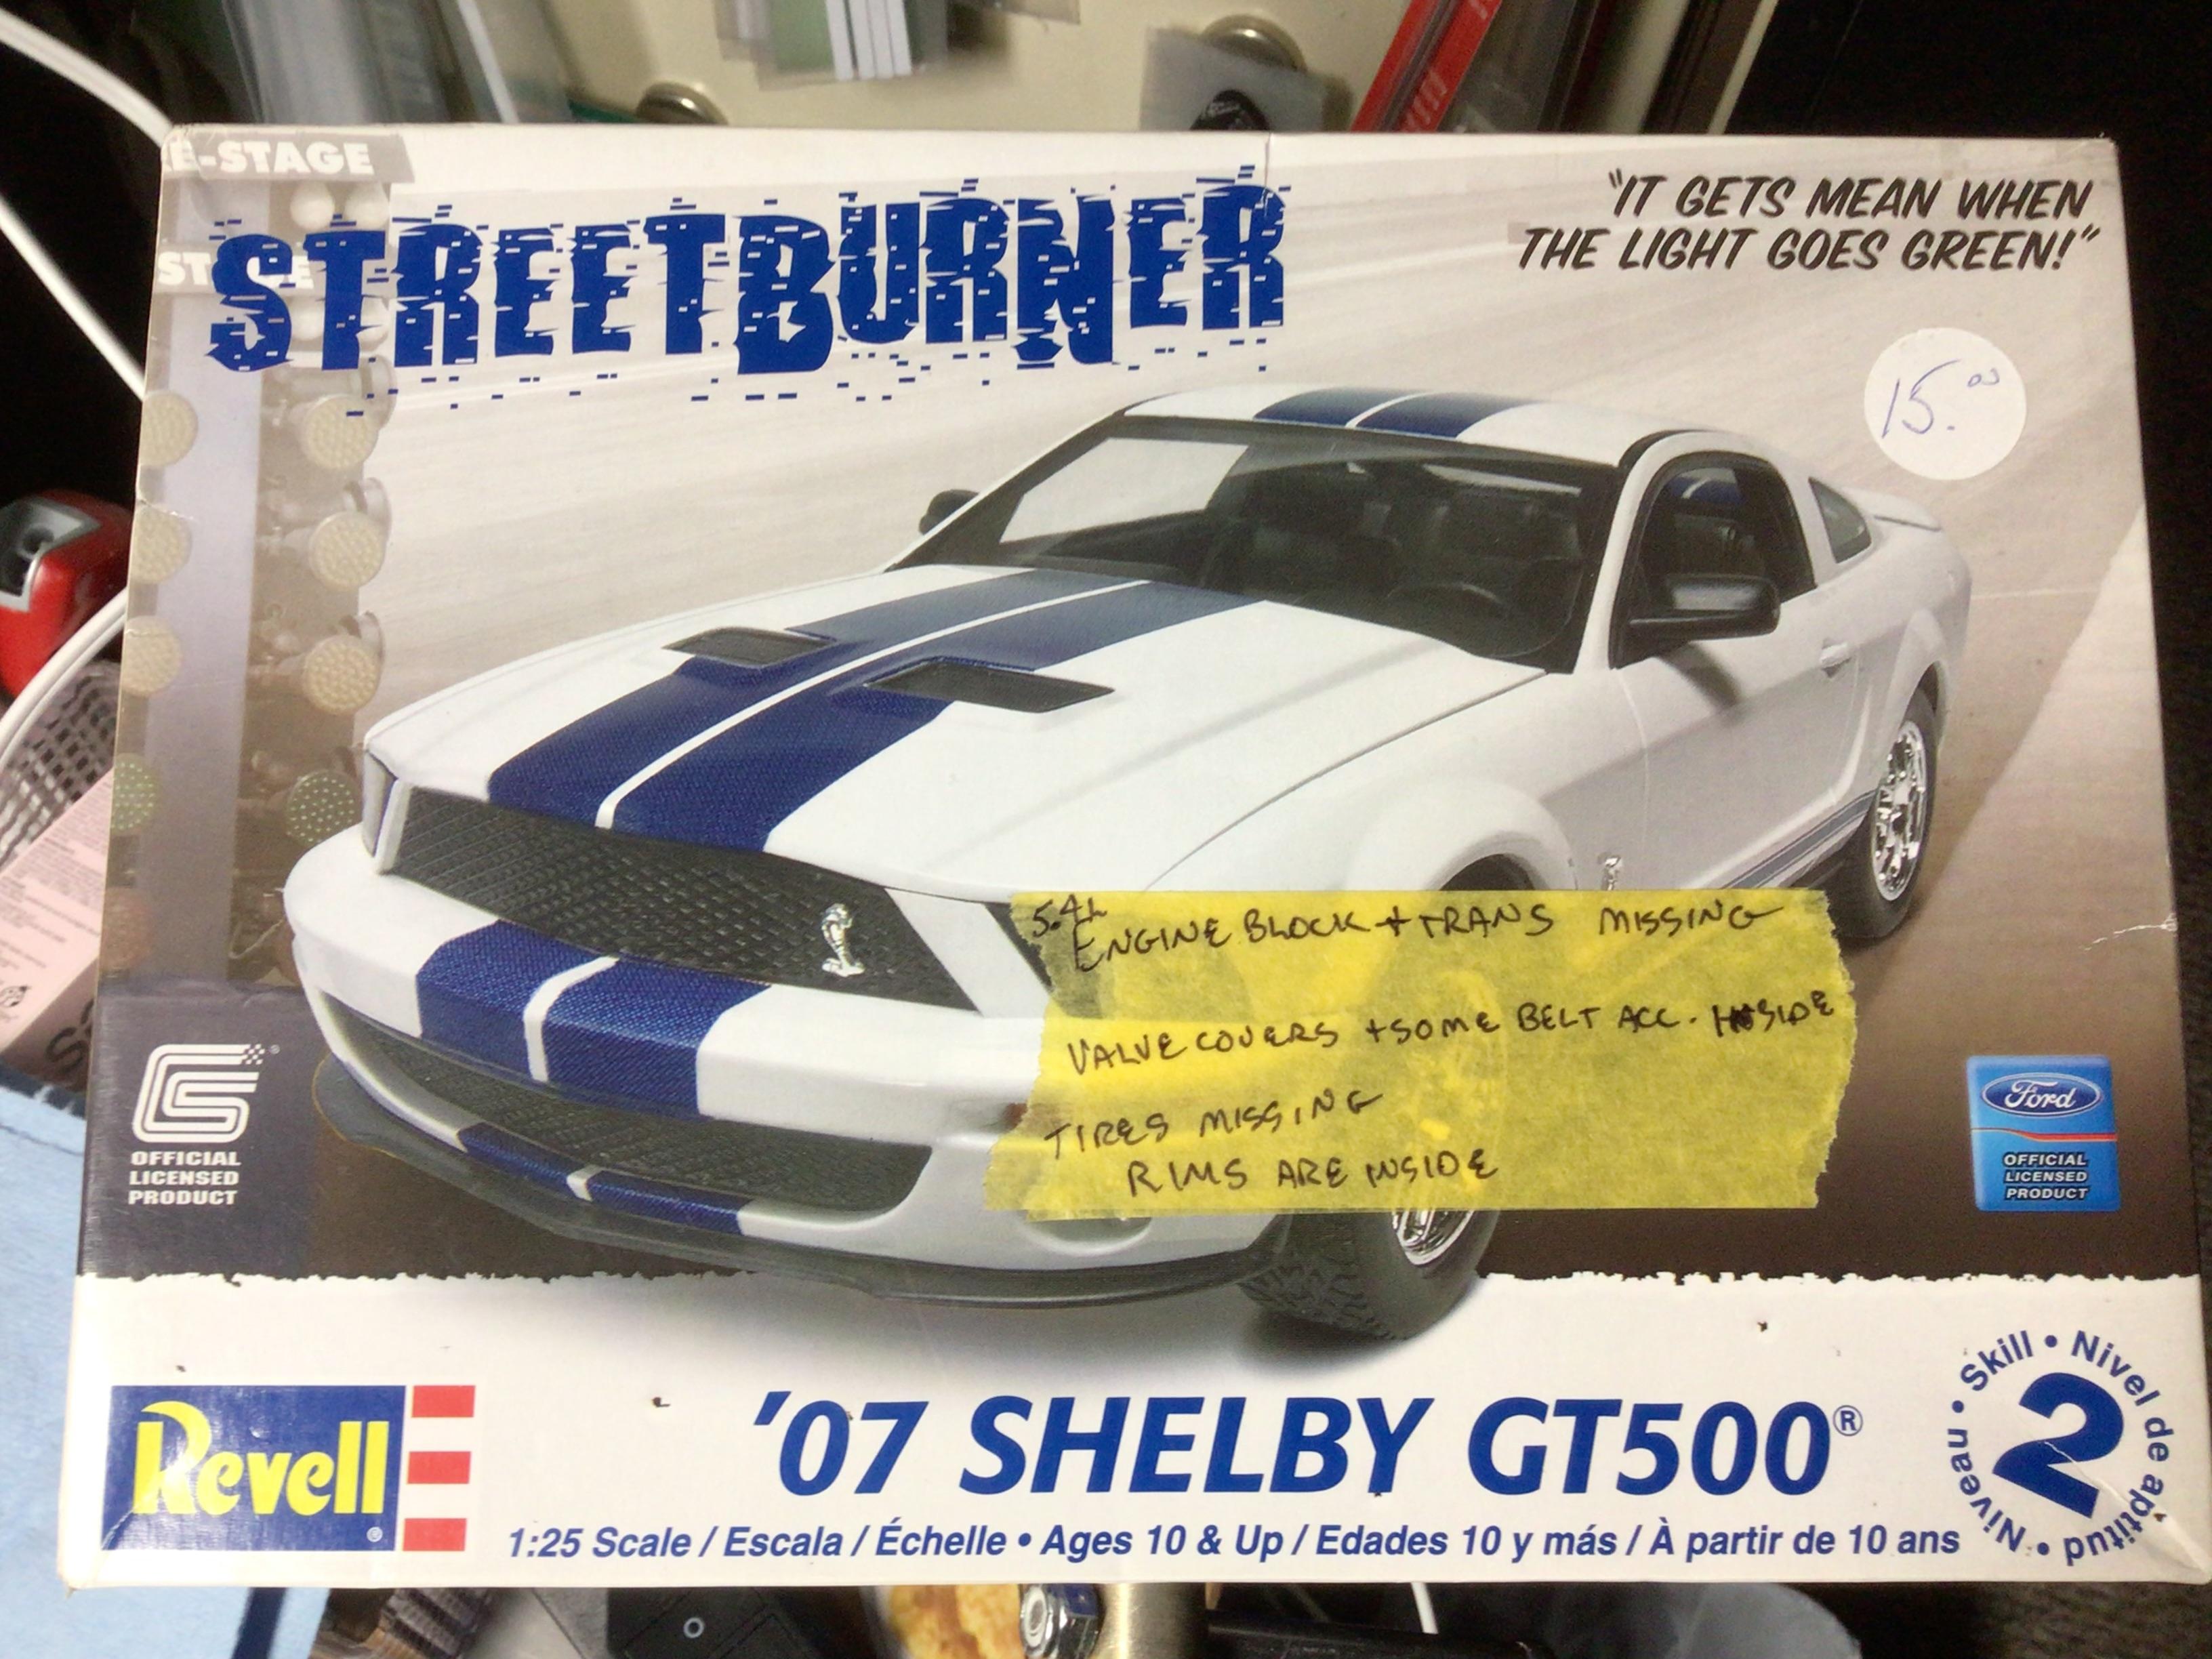 E-STAGE
STREETBURNER
"IT GETS MEAN WHEN
THE LIGHT GOES GREEN!"
15.00
5.4L
ENGINE BLOCK + TRANS MISSING
VALVE COVERS + SOME BELT ACC. INSIDE
TIRES MISSING
RIMS ARE INSIDE
CS
OFFICIAL
LICENSED
PRODUCT
Ford
OFFICIAL
LICENSED
PRODUCT
Revell®
'07 SHELBY GT500®
1:25 Scale / Escala / Échelle • Ages 10 & Up / Edades 10 y más / À partir de 10 ans
Niveau • Skill • Nivel de aptitud •
2